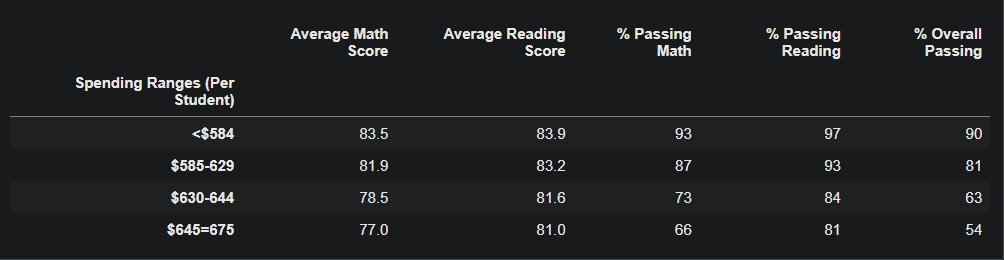 Average Math Score Average Reading Score % Passing Math % Passing Reading % Overall Passing
Spending Ranges (Per Student)
<$584 83.5 83.9 93 97 90
$585-629 81.9 83.2 87 93 81
$630-644 78.5 81.6 73 84 63
$645=675 77.0 81.0 66 81 54